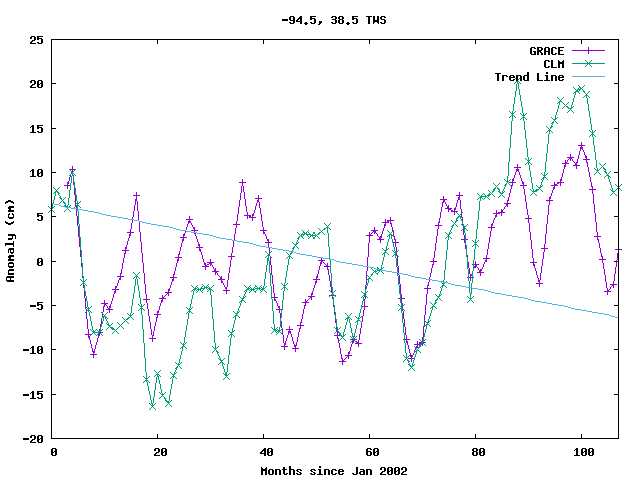 -94.5, 38.5 TWS
25
20
15
10
5
0
-5
-10
-15
-20
Anomaly (cm)
GRACE
CLM
Trend Line
0 20 40 60 80 100
Months since Jan 2002